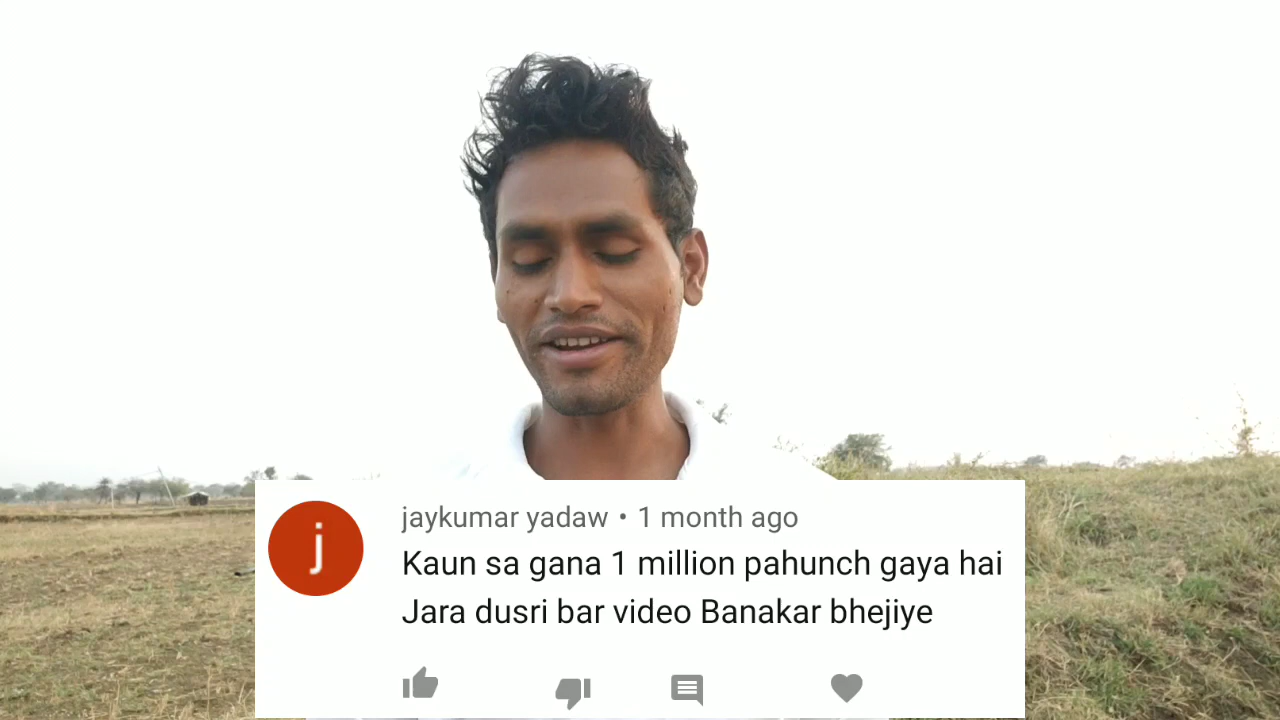 j
jaykumar yadaw • 1 month ago
Kaun sa gana 1 million pahunch gaya hai
Jara dusri bar video Banakar bhejiye